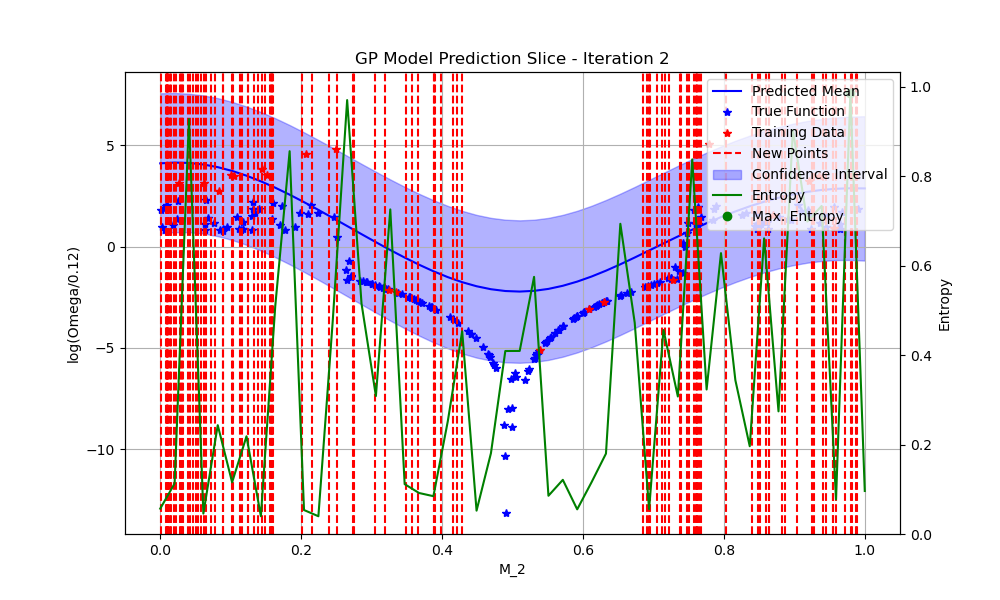 GP Model Prediction Slice - Iteration 2
Predicted Mean
True Function
Training Data
New Points
Confidence Interval
Entropy
Max. Entropy
log(Omega/0.12)
5
0
−5
−10
1.0
0.8
0.6
0.4
0.2
0.0
Entropy
0.0 0.2 0.4 0.6 0.8 1.0
M_2